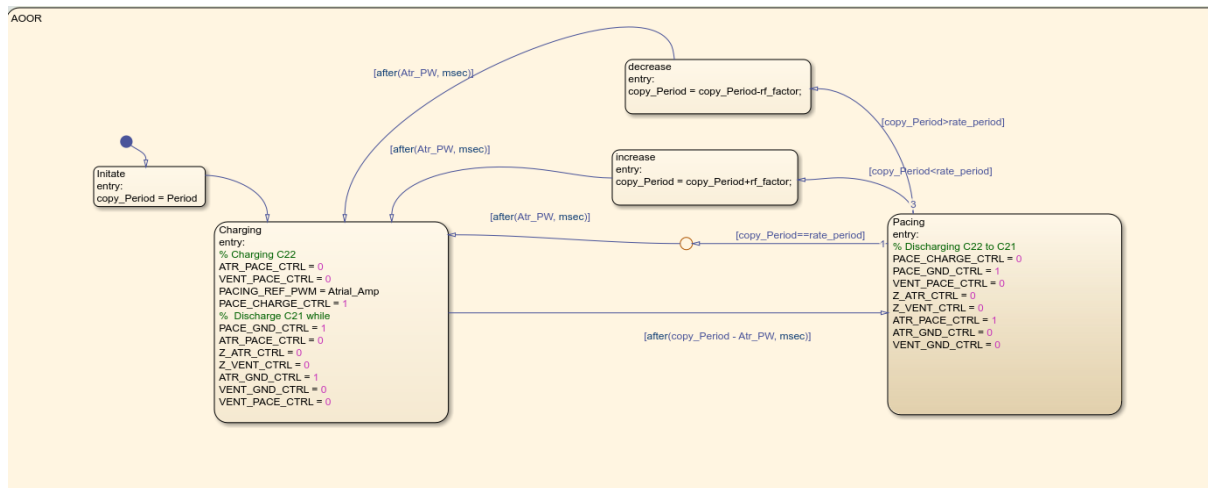 AOOR
decrease
entry:
copy_Period = copy_Period-rf_factor;
[after(Atr_PW, msec)]
[copy_Period>rate_period]
Initate
entry:
copy_Period = Period
[after(Atr_PW, msec)]
increase
entry:
copy_Period = copy_Period+rf_factor;
[copy_Period<rate_period]
3
[after(Atr_PW, msec)]
[copy_Period==rate_period]
1
Charging
entry:
% Charging C22
ATR_PACE_CTRL = 0
VENT_PACE_CTRL = 0
PACING_REF_PWM = Atrial_Amp
PACE_CHARGE_CTRL = 1
%  Discharge C21 while
PACE_GND_CTRL = 1
ATR_PACE_CTRL = 0
Z_ATR_CTRL = 0
Z_VENT_CTRL = 0
ATR_GND_CTRL = 1
VENT_GND_CTRL = 0
VENT_PACE_CTRL = 0
[after(copy_Period - Atr_PW, msec)]
Pacing
entry:
% Discharging C22 to C21
PACE_CHARGE_CTRL = 0
PACE_GND_CTRL = 1
VENT_PACE_CTRL = 0
Z_ATR_CTRL = 0
Z_VENT_CTRL = 0
ATR_PACE_CTRL = 1
ATR_GND_CTRL = 0
VENT_GND_CTRL = 0